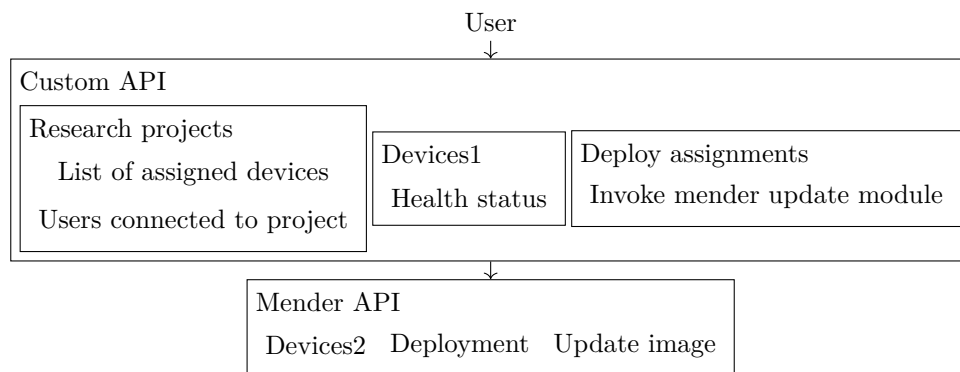 User
Custom API
Research projects
List of assigned devices
Users connected to project
Devices1
Health status
Deploy assignments
Invoke mender update module
Mender API
Devices2 Deployment Update image